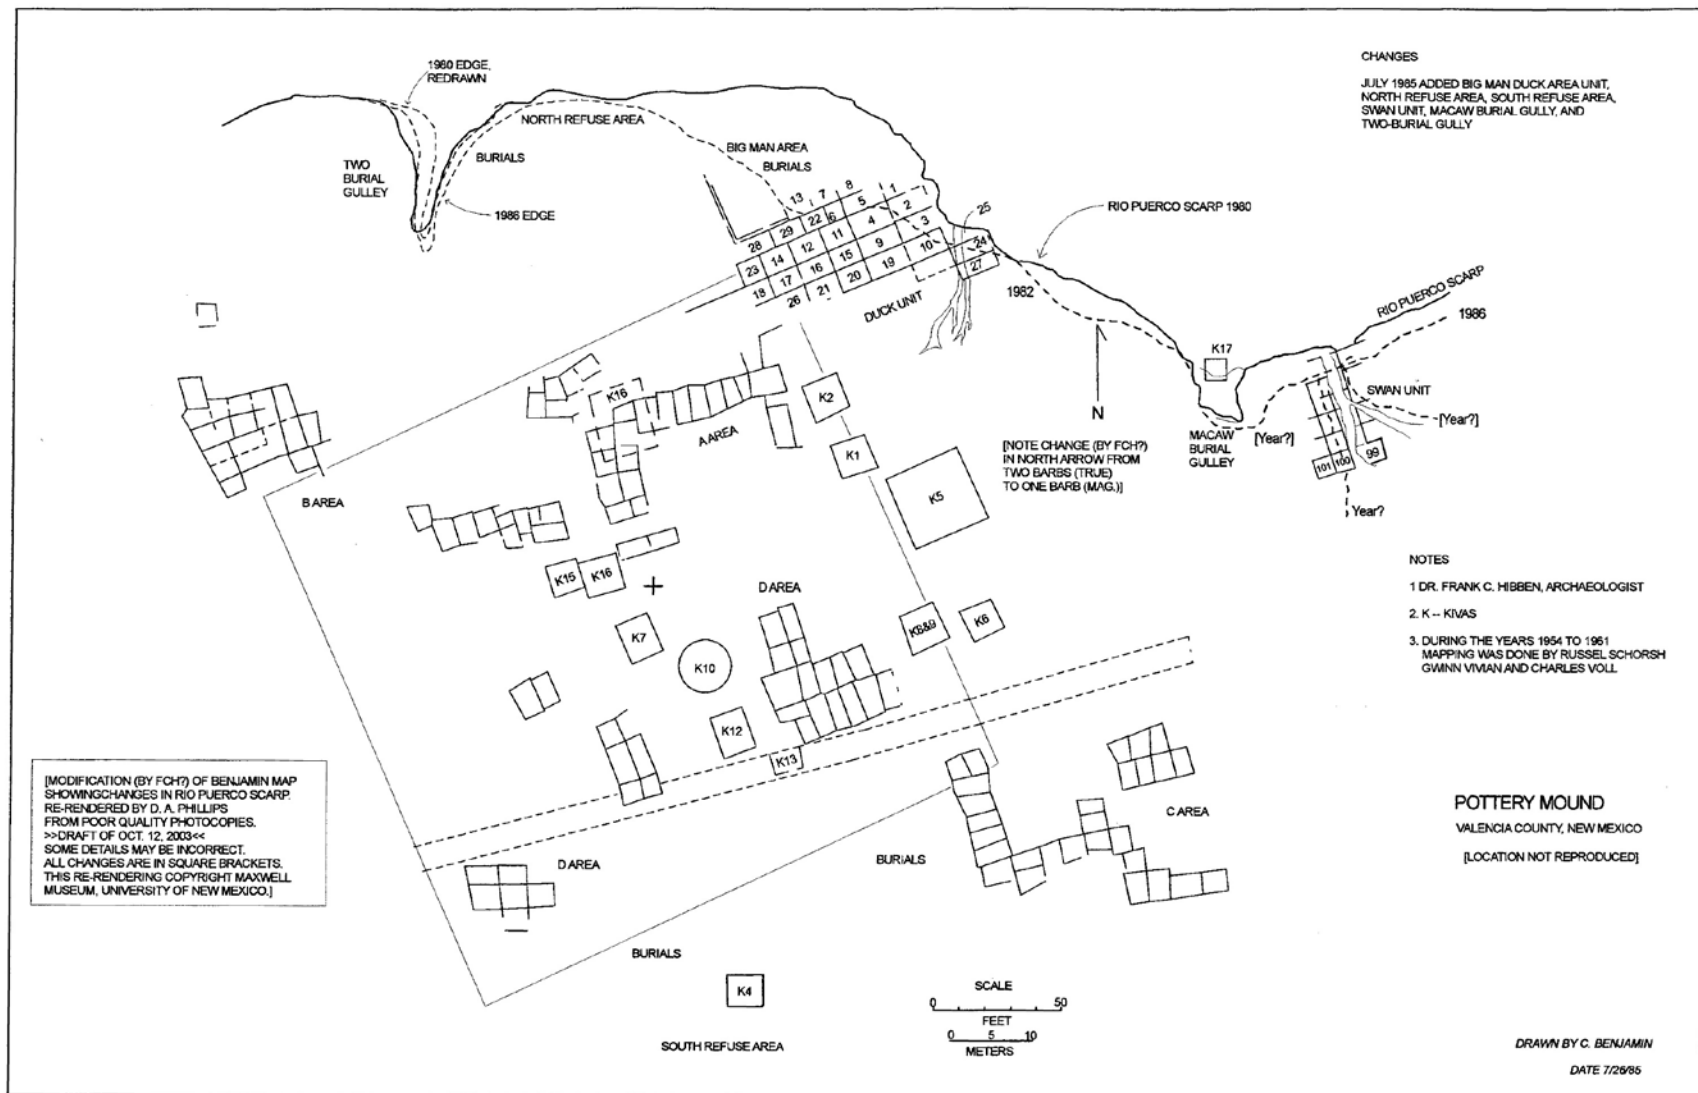 1980 EDGE,
REDRAWN
NORTH REFUSE AREA
BURIALS
TWO
BURIAL
GULLEY
1986 EDGE
BIG MAN AREA
BURIALS
13
7
8
1
28
29
22
6
5
2
23
14
12
11
4
3
18
17
16
15
9
10
26
21
20
19
24
25
27
DUCK UNIT
RIO PUERCO SCARP 1980
1982
CHANGES
JULY 1985 ADDED BIG MAN DUCK AREA UNIT,
NORTH REFUSE AREA, SOUTH REFUSE AREA,
SWAN UNIT, MACAW BURIAL GULLY, AND
TWO-BURIAL GULLY
RIO PUERCO SCARP
1986
K17
SWAN UNIT
[Year?]
MACAW
BURIAL
GULLEY
[Year?]
101
100
99
Year?
N
[NOTE CHANGE (BY FCH?)
IN NORTH ARROW FROM
TWO BARBS (TRUE)
TO ONE BARB (MAG.)]
K16
K2
A AREA
K1
K5
B AREA
K15
K16
D AREA
K7
K10
K8&9
K6
K12
K13
NOTES
1 DR. FRANK C. HIBBEN, ARCHAEOLOGIST
2. K -- KIVAS
3. DURING THE YEARS 1954 TO 1961
MAPPING WAS DONE BY RUSSEL SCHORSH
GWINN VIVIAN AND CHARLES VOLL
[MODIFICATION (BY FCH?) OF BENJAMIN MAP
SHOWINGCHANGES IN RIO PUERCO SCARP.
RE-RENDERED BY D. A. PHILLIPS
FROM POOR QUALITY PHOTOCOPIES.
>>DRAFT OF OCT. 12, 2003<<
SOME DETAILS MAY BE INCORRECT.
ALL CHANGES ARE IN SQUARE BRACKETS.
THIS RE-RENDERING COPYRIGHT MAXWELL
MUSEUM, UNIVERSITY OF NEW MEXICO.]
D AREA
BURIALS
C AREA
BURIALS
K4
SOUTH REFUSE AREA
SCALE
0 50
FEET
0 5 10
METERS
POTTERY MOUND
VALENCIA COUNTY, NEW MEXICO
[LOCATION NOT REPRODUCED]
DRAWN BY C. BENJAMIN
DATE 7/26/85